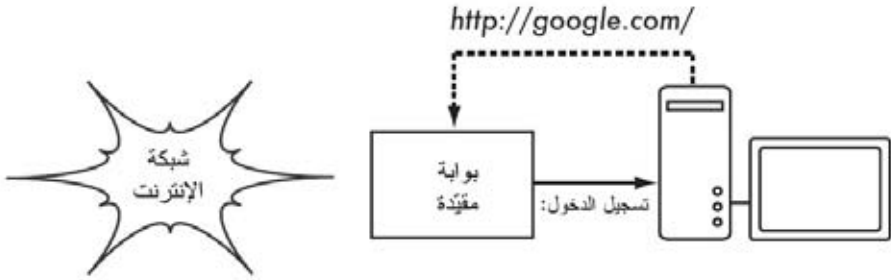 http://google.com/
شبكة
الإنترنت
بوابة
مقيّدة
تسجيل الدخول: